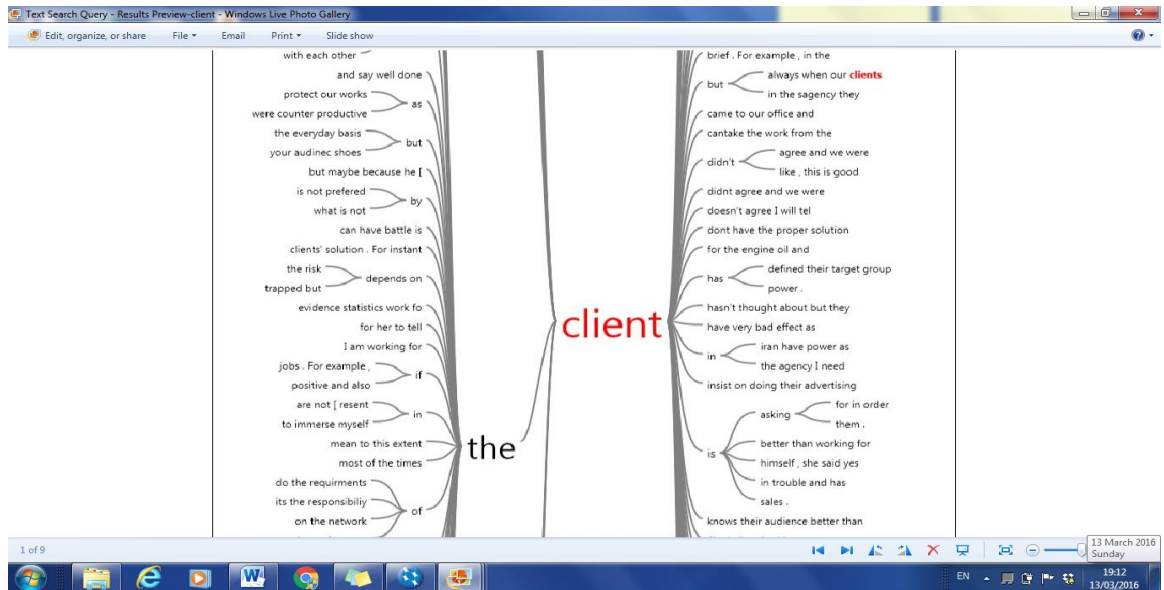 Text Search Query - Results Preview-client - Windows Live Photo Gallery
Edit, organize, or share File Email Print Slide show
with each other
and say well done
protect our works
as
were counter productive
the everyday basis
but
your audinec shoes
but maybe because he [
is not prefered
by
what is not
can have battle is
clients' solution . For instant
the risk
depends on
trapped but
evidence statistics work fo
for her to tell
I am working for
jobs . For example ,
if
positive and also
are not [ resent
in
to immerse myself
mean to this extent
most of the times
do the requirments
its the responsibiliy
of
on the network
the
client
brief . For example , in the
always when our clients
but
in the sagency they
came to our office and
cantake the work from the
agree and we were
didn't
like , this is good
didnt agree and we were
doesn't agree I will tel
dont have the proper solution
for the engine oil and
defined their target group
has
power .
hasn't thought about but they
have very bad effect as
iran have power as
in
the agency I need
insist on doing their advertising
for in order
asking
them .
better than working for
is
himself , she said yes
in trouble and has
sales .
knows their audience better than
1 of 9
13 March 2016
Sunday
EN
19:12
13/03/2016